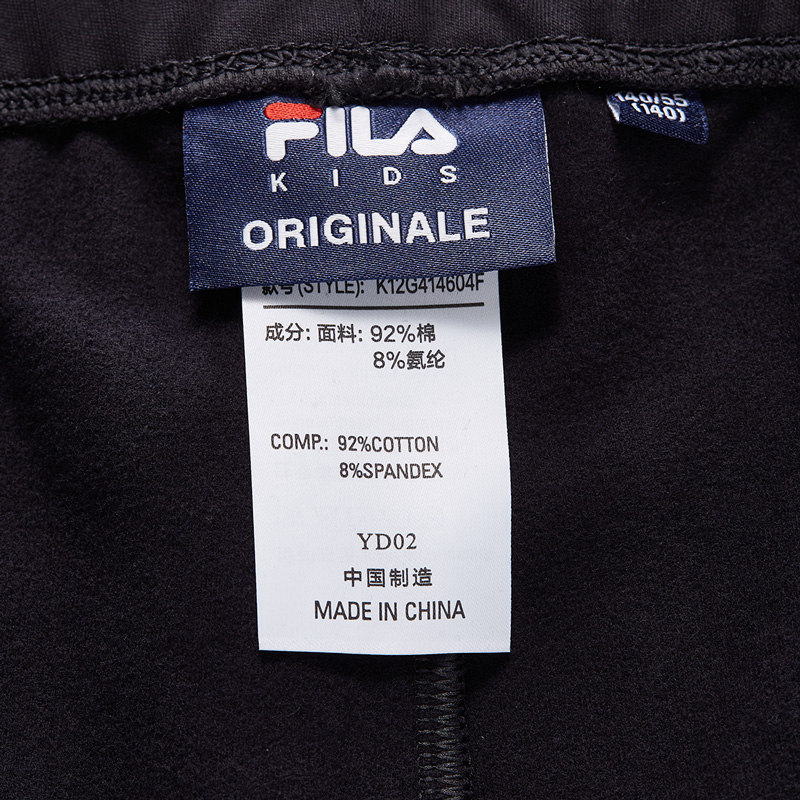 FILA
KIDS
ORIGINALE
140/55
(140)
款号(STYLE): K12G414604F
成分: 面料: 92%棉
8%氨纶
COMP.: 92%COTTON
8%SPANDEX
YD02
中国制造
MADE IN CHINA